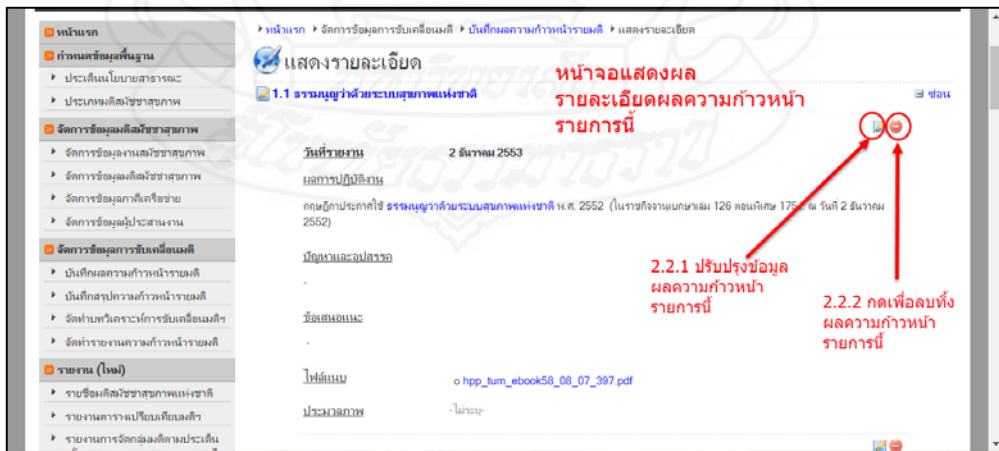 หน้าแรก
กำหนดข้อมูลพื้นฐาน
ประเด็นนโยบายสาธารณะ
ประเภทมติสมัชชาสุขภาพ
จัดการข้อมูลมติสมัชชาสุขภาพ
จัดการข้อมูลงานสมัชชาสุขภาพ
จัดการข้อมูลมติสมัชชาสุขภาพ
จัดการข้อมูลภาคีเครือข่าย
จัดการข้อมูลผู้ประสานงาน
จัดการข้อมูลการขับเคลื่อนมติ
บันทึกผลความก้าวหน้ารายมติ
บันทึกสรุปความก้าวหน้ารายมติ
จัดทำบทวิเคราะห์การขับเคลื่อนมติฯ
จัดทำรายงานความก้าวหน้ารายมติ
รายงาน (ใหม่)
รายชื่อมติสมัชชาสุขภาพแห่งชาติ
รายงานตารางเปรียบเทียบมติฯ
รายงานการจัดกลุ่มมติตามประเด็น
หน้าแรก จัดการข้อมูลการขับเคลื่อนมติ บันทึกผลความก้าวหน้ารายมติ แสดงรายละเอียด
แสดงรายละเอียด
1.1 ธรรมนูญว่าด้วยระบบสุขภาพแห่งชาติ
ซ่อน
หน้าจอแสดงผล
รายละเอียดผลความก้าวหน้า
รายการนี้
วันที่รายงาน 2 ธันวาคม 2553
ผลการปฏิบัติงาน
กฤษฎีกาประกาศใช้ ธรรมนูญว่าด้วยระบบสุขภาพแห่งชาติ พ.ศ. 2552 (ในราชกิจจานุเบกษาเล่ม 126 ตอนพิเศษ ณ วันที่ 2 ธันวาคม
2552)
ปัญหาและอุปสรรค
-
ข้อเสนอแนะ
-
ไฟล์แนบ o hpp_tum_ebook58_08_07_397.pdf
ประมวลภาพ -ไม่ระบุ-
2.2.1 ปรับปรุงข้อมูล
ผลความก้าวหน้า
รายการนี้
2.2.2 กดเพื่อลบทิ้ง
ผลความก้าวหน้า
รายการนี้